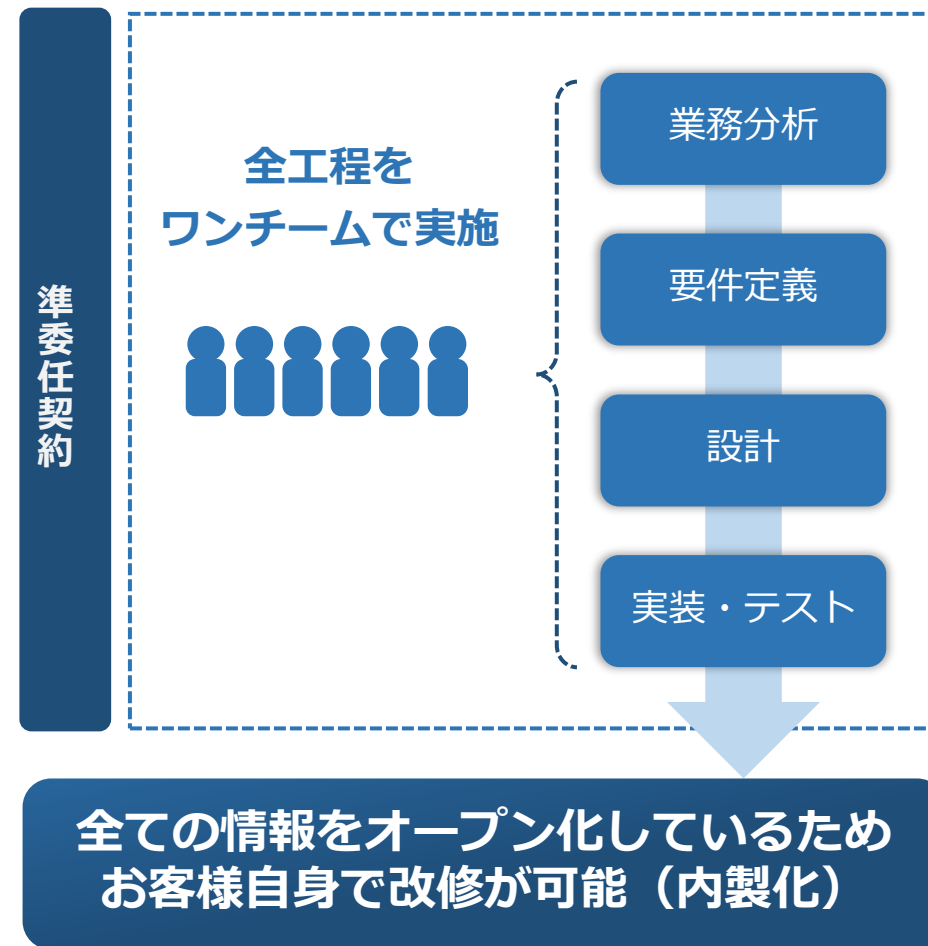 準委任契約
全工程を
ワンチームで実施
業務分析
要件定義
設計
実装・テスト
全ての情報をオープン化しているため
お客様自身で改修が可能（内製化）